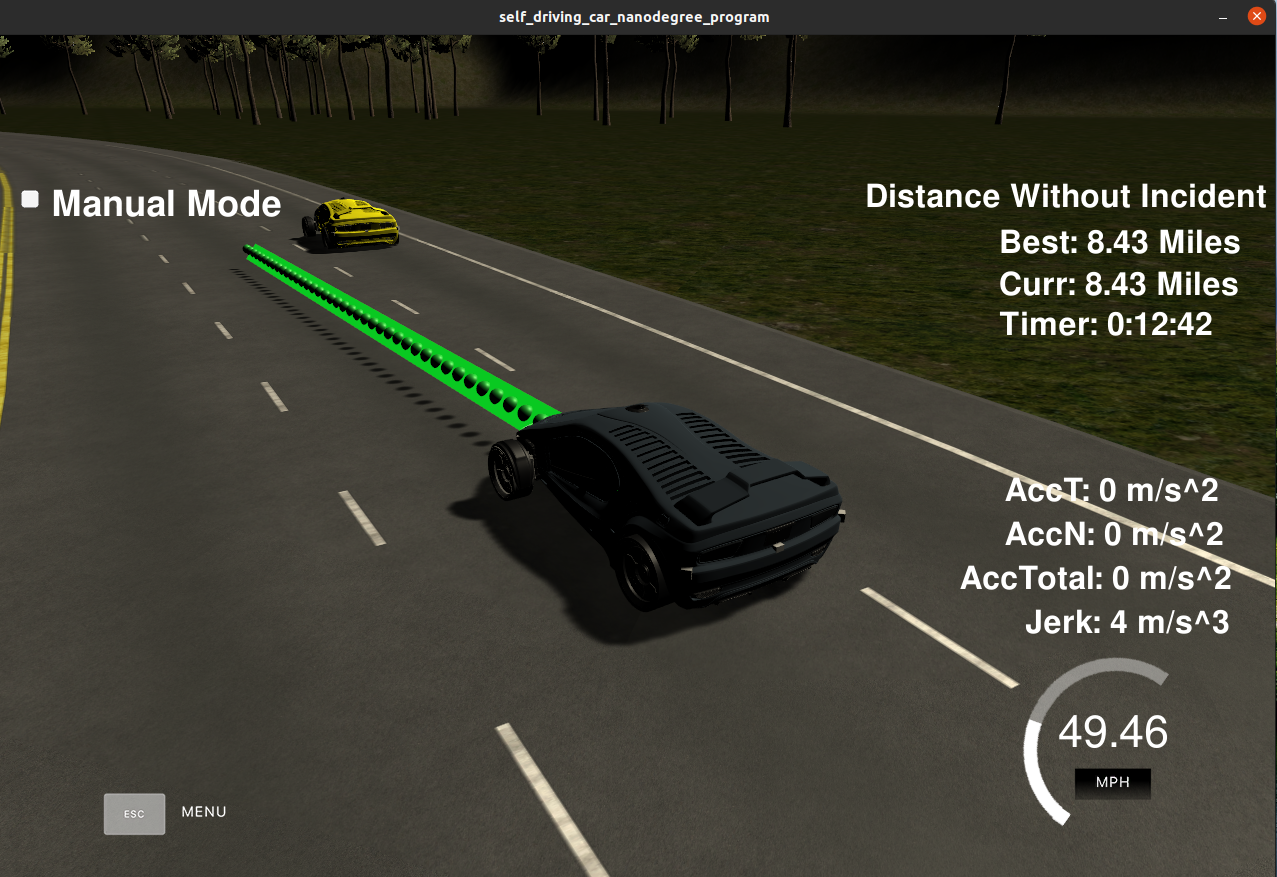 self_driving_car_nanodegree_program
Manual Mode
Distance Without Incident
Best: 8.43 Miles
Curr: 8.43 Miles
Timer: 0:12:42
AccT: 0 m/s^2
AccN: 0 m/s^2
AccTotal: 0 m/s^2
Jerk: 4 m/s^3
49.46
MPH
ESC MENU